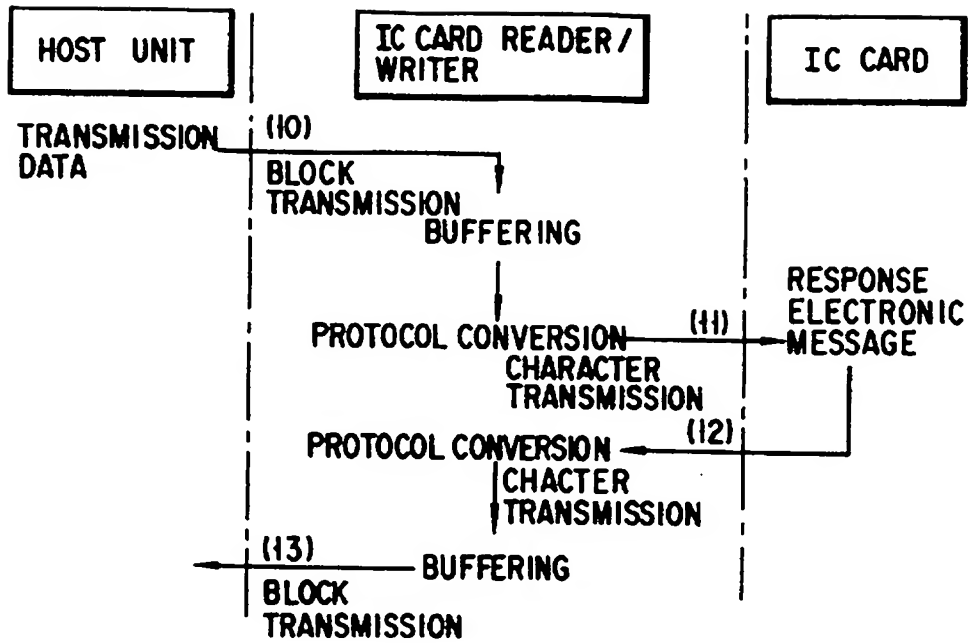 HOST UNIT
IC CARD READER/
WRITER
IC CARD
TRANSMISSION
DATA
(10)
BLOCK
TRANSMISSION
BUFFERING
PROTOCOL CONVERSION
(11)
CHARACTER
TRANSMISSION
RESPONSE
ELECTRONIC
MESSAGE
PROTOCOL CONVERSION
(12)
CHACTER
TRANSMISSION
(13)
BUFFERING
BLOCK
TRANSMISSION